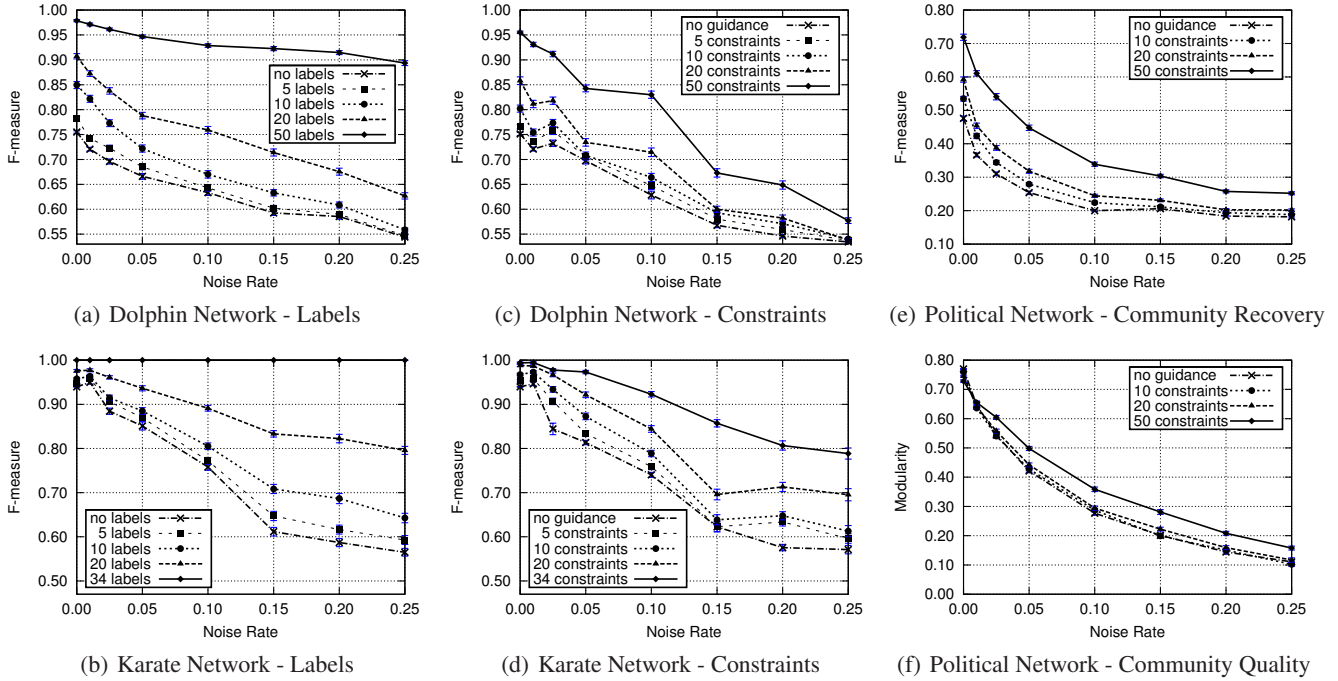 1.00
0.95
0.90
0.85
0.80
0.75
0.70
0.65
0.60
0.55
F-measure
0.00 0.05 0.10 0.15 0.20 0.25
Noise Rate
no labels
5 labels
10 labels
20 labels
50 labels
(a) Dolphin Network - Labels
1.00
0.95
0.90
0.85
0.80
0.75
0.70
0.65
0.60
0.55
F-measure
0.00 0.05 0.10 0.15 0.20 0.25
Noise Rate
no guidance
5 constraints
10 constraints
20 constraints
50 constraints
(c) Dolphin Network - Constraints
0.80
0.70
0.60
0.50
0.40
0.30
0.20
0.10
F-measure
0.00 0.05 0.10 0.15 0.20 0.25
Noise Rate
no guidance
10 constraints
20 constraints
50 constraints
(e) Political Network - Community Recovery
1.00
0.90
0.80
0.70
0.60
0.50
F-measure
0.00 0.05 0.10 0.15 0.20 0.25
Noise Rate
no labels
5 labels
10 labels
20 labels
34 labels
(b) Karate Network - Labels
1.00
0.90
0.80
0.70
0.60
0.50
F-measure
0.00 0.05 0.10 0.15 0.20 0.25
Noise Rate
no guidance
5 constraints
10 constraints
20 constraints
34 constraints
(d) Karate Network - Constraints
0.80
0.70
0.60
0.50
0.40
0.30
0.20
0.10
0.00
Modularity
0.00 0.05 0.10 0.15 0.20 0.25
Noise Rate
no guidance
10 constraints
20 constraints
50 constraints
(f) Political Network - Community Quality